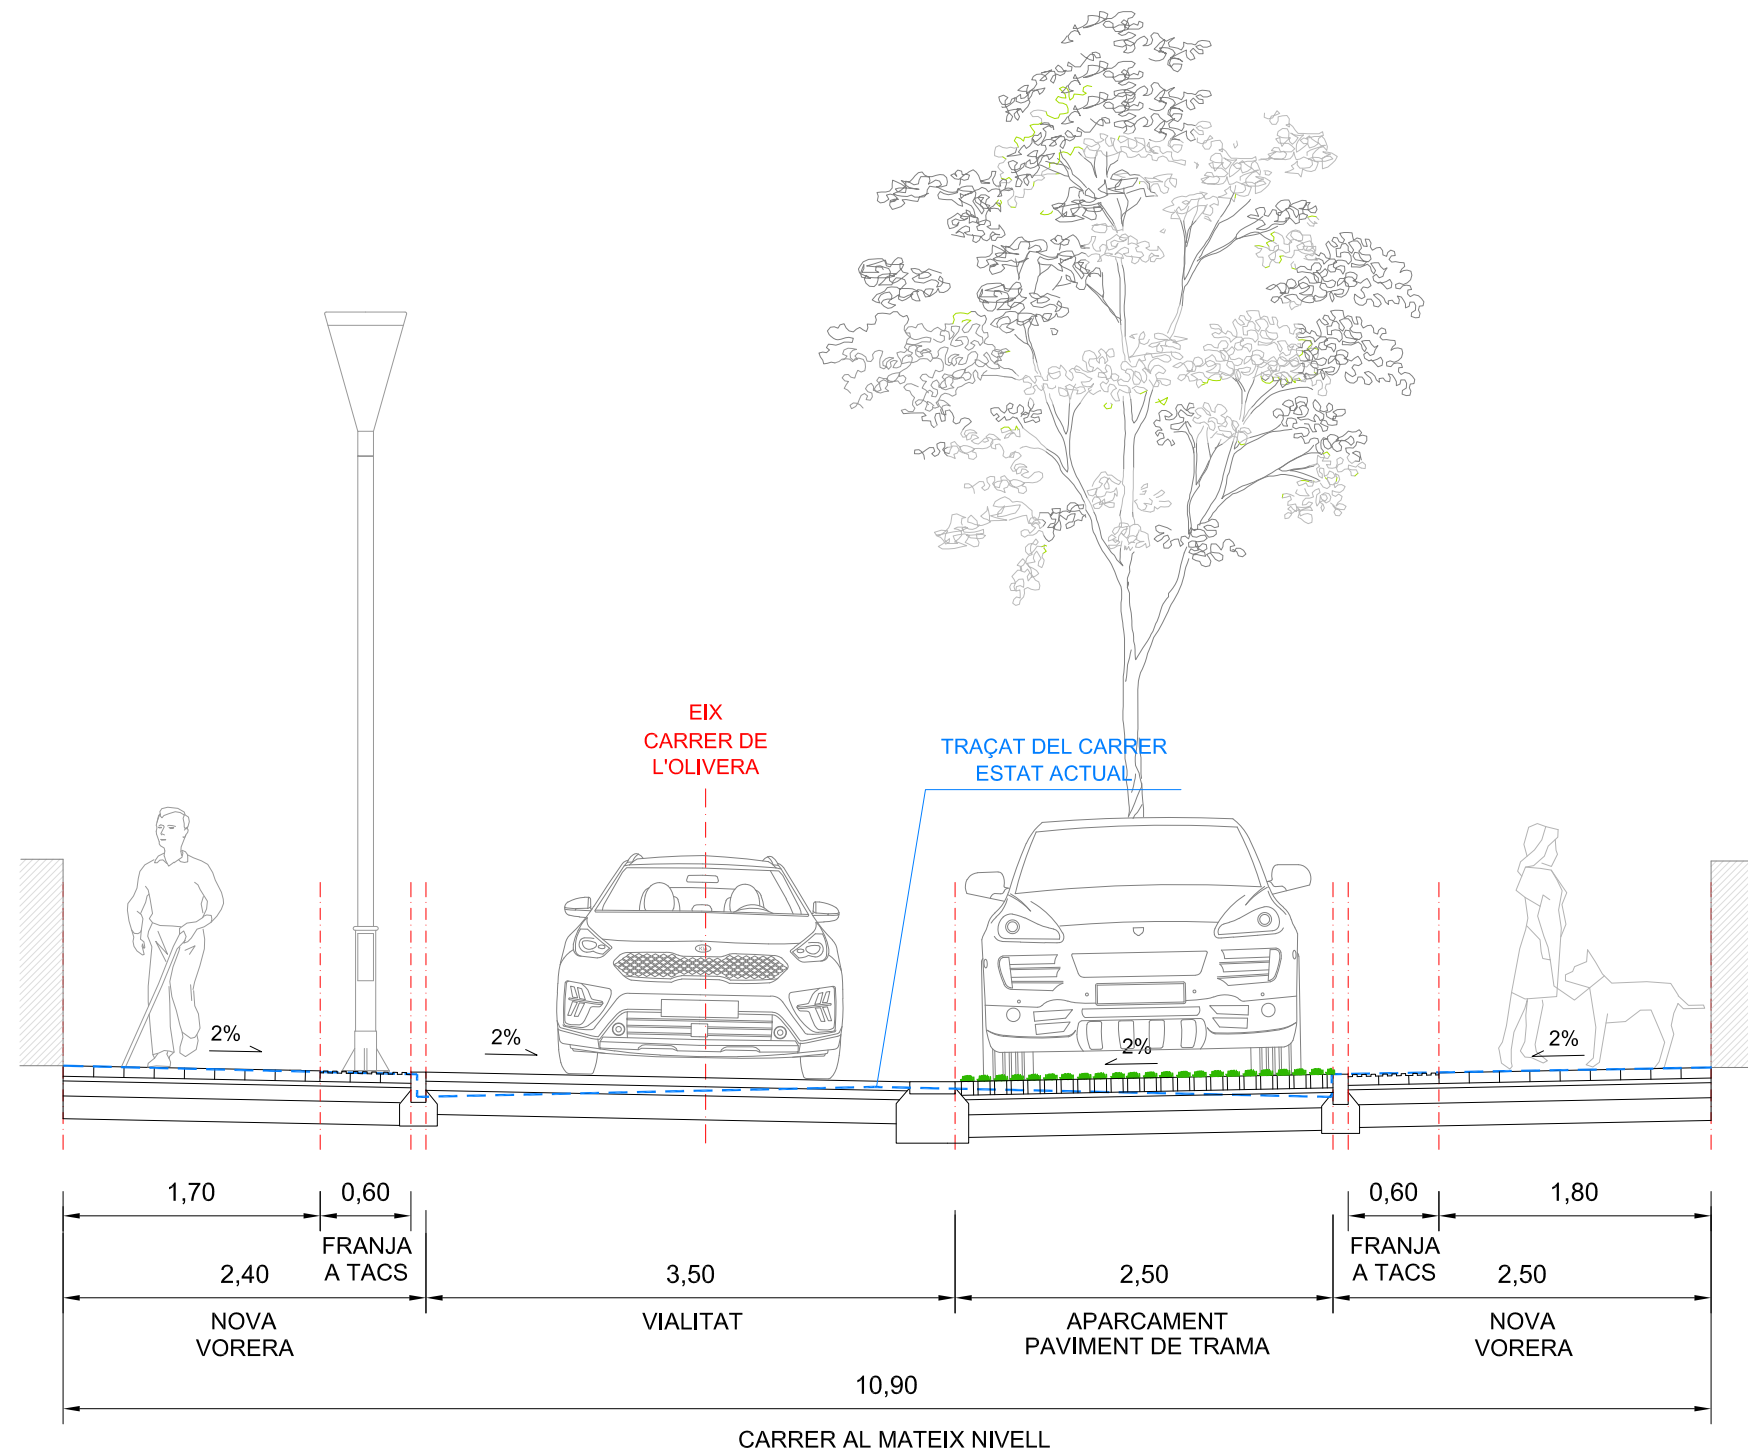 EIX
CARRER DE
L'OLIVERA
TRAÇAT DEL CARRER
ESTAT ACTUAL
2%
2%
2%
2%
1,70
0,60
0,60
1,80
FRANJA
A TACS
FRANJA
A TACS
2,40
3,50
2,50
2,50
NOVA
VORERA
VIALITAT
APARCAMENT
PAVIMENT DE TRAMA
NOVA
VORERA
10,90
CARRER AL MATEIX NIVELL